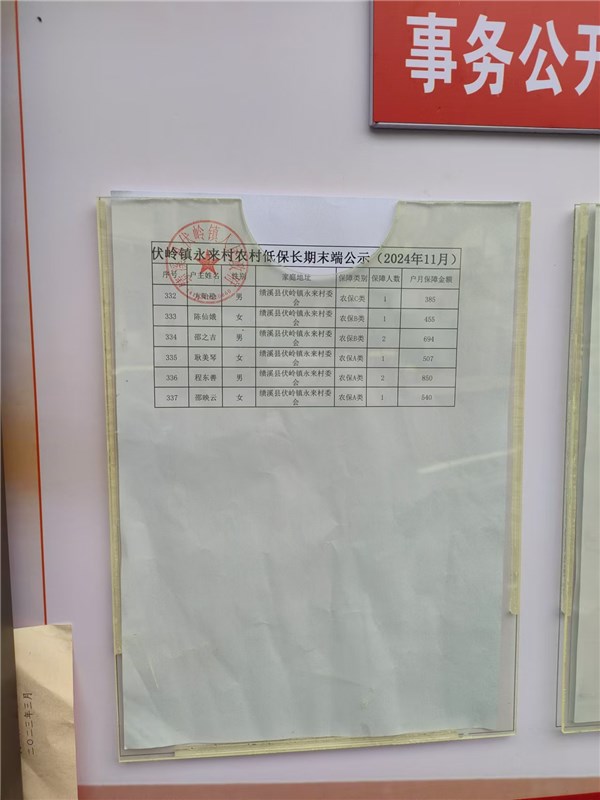 事务公开
伏岭镇永来村农村低保长期末端公示（2024年11月）
序号 户主姓名 性别 家庭地址 保障类别 保障人数 户月保障金额
332 男 绩溪县伏岭镇永来村委会 农保C类 1 385
333 陈仙娥 女 绩溪县伏岭镇永来村委会 农保B类 1 455
334 邵之吉 男 绩溪县伏岭镇永来村委会 农保B类 2 694
335 耿美琴 女 绩溪县伏岭镇永来村委会 农保A类 1 507
336 程东善 男 绩溪县伏岭镇永来村委会 农保A类 2 850
337 邵映云 女 绩溪县伏岭镇永来村委会 农保A类 1 540
二〇二三年三月